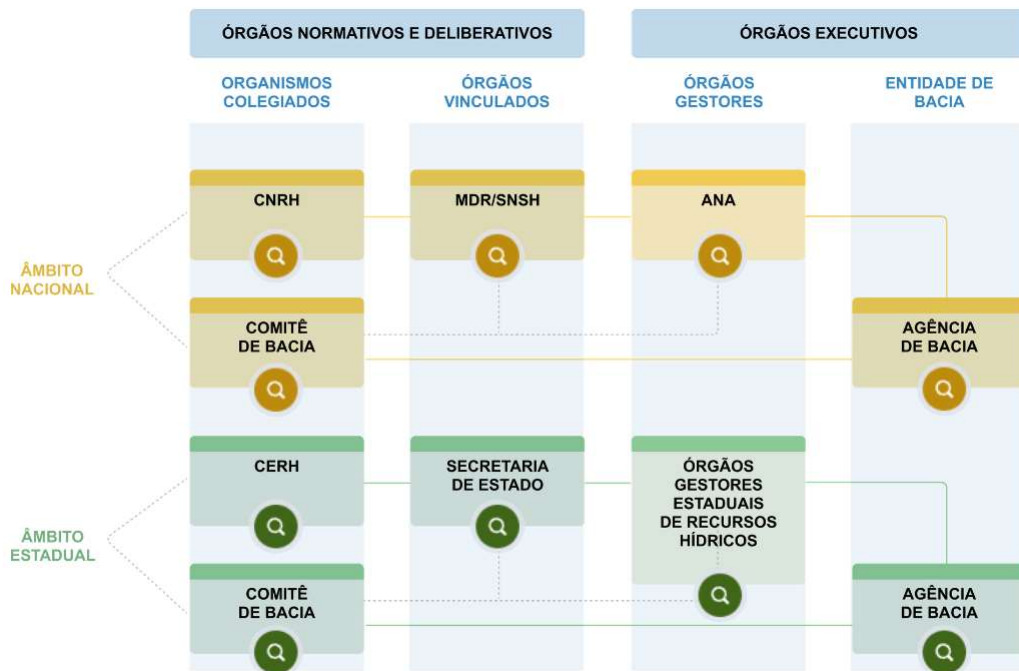 ÓRGÃOS NORMATIVOS E DELIBERATIVOS
ÓRGÃOS EXECUTIVOS
ORGANISMOS
COLEGIADOS
ÓRGÃOS
VINCULADOS
ÓRGÃOS
GESTORES
ENTIDADE DE
BACIA
ÂMBITO
NACIONAL
CNRH
MDR/SNSH
ANA
COMITÊ
DE BACIA
AGÊNCIA
DE BACIA
ÂMBITO
ESTADUAL
CERH
SECRETARIA
DE ESTADO
ÓRGÃOS
GESTORES
ESTADUAIS
DE RECURSOS
HÍDRICOS
COMITÊ
DE BACIA
AGÊNCIA
DE BACIA